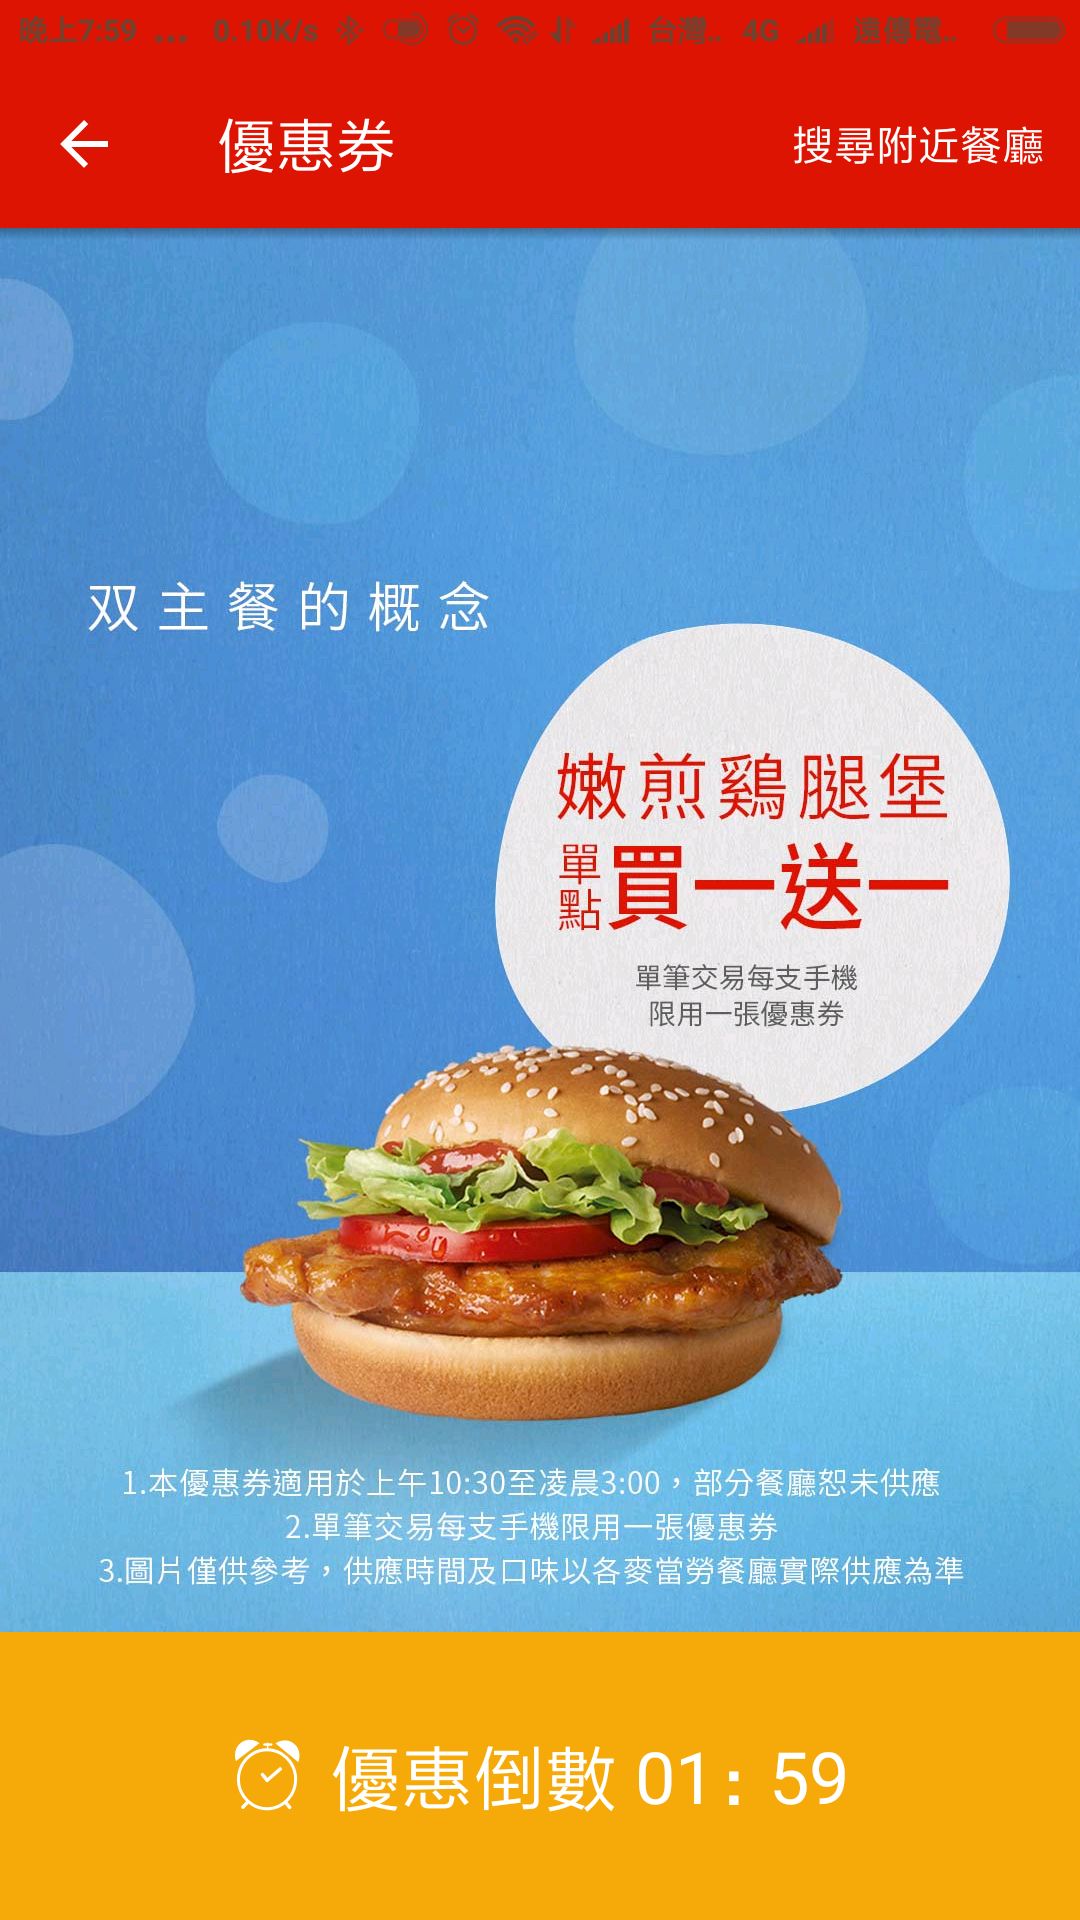 晚上7:59 ... 0.10K/s 台灣.. 4G 遠傳電..
優惠券
搜尋附近餐廳
双主餐的概念
嫩煎鷄腿堡
單點買一送一
單筆交易每支手機
限用一張優惠券
1.本優惠券適用於上午10:30至凌晨3:00，部分餐廳恕未供應
2.單筆交易每支手機限用一張優惠券
3.圖片僅供參考，供應時間及口味以各麥當勞餐廳實際供應為準
優惠倒數 01: 59